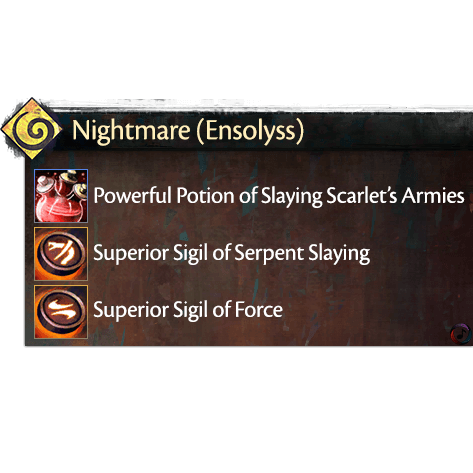 Nightmare (Ensolyss)
Powerful Potion of Slaying Scarlet's Armies
Superior Sigil of Serpent Slaying
Superior Sigil of Force